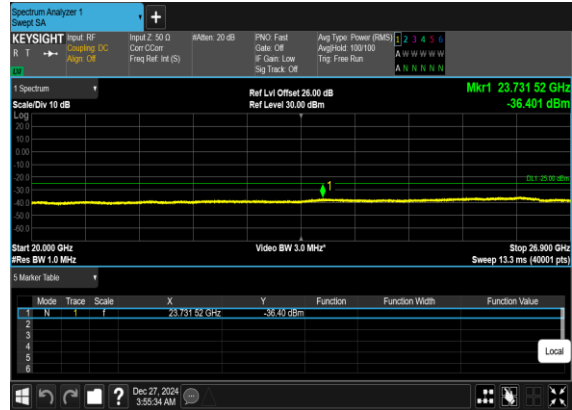 Spectrum Analyzer 1
Swept SA
+
KEYSIGHT Input: RF Input Z: 50 Ω #Atten: 20 dB PNO: Fast Avg Type: Power (RMS) 1 2 3 4 5 6
R T Coupling: DC Corr CCorr Gate: Off Avg|Hold: 100/100 A W W W W W
Align: Off Freq Ref: Int (S) IF Gain: Low Trig: Free Run
Sig Track: Off A N N N N N
1 Spectrum Ref Lvl Offset 26.00 dB Mkr1 23.731 52 GHz
Scale/Div 10 dB Ref Level 30.00 dBm -36.401 dBm
Log
20.0
10.0
0.00
-10.0
-20.0 DL1 -25.00 dBm
-30.0 1
-40.0
-50.0
-60.0
Start 20.000 GHz Video BW 3.0 MHz* Stop 26.900 GHz
#Res BW 1.0 MHz Sweep 13.3 ms (40001 pts)
5 Marker Table
Mode Trace Scale X Y Function Function Width Function Value
1 N 1 f 23.731 52 GHz -36.40 dBm
2
3
4
5
6
Local
? Dec 27, 2024
3:55:34 AM